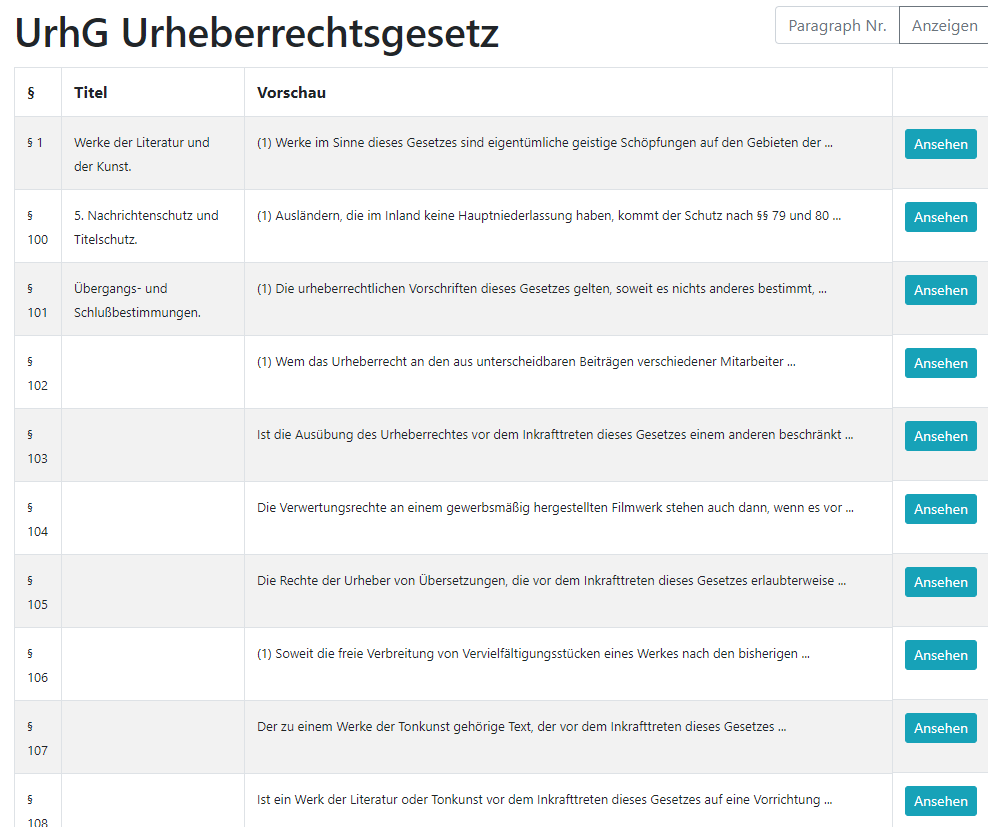 UrhG Urheberrechtsgesetz
Paragraph Nr. Anzeigen
§ Titel Vorschau
§ 1 Werke der Literatur und (1) Werke im Sinne dieses Gesetzes sind eigentümliche geistige Schöpfungen auf den Gebieten der ... Ansehen
der Kunst.
§ 5. Nachrichtenschutz und (1) Ausländern, die im Inland keine Hauptniederlassung haben, kommt der Schutz nach §§ 79 und 80 ... Ansehen
100 Titelschutz.
§ Übergangs- und (1) Die urheberrechtlichen Vorschriften dieses Gesetzes gelten, soweit es nichts anderes bestimmt, ... Ansehen
101 Schlußbestimmungen.
§ (1) Wem das Urheberrecht an den aus unterscheidbaren Beiträgen verschiedener Mitarbeiter ... Ansehen
102
§ Ist die Ausübung des Urheberrechtes vor dem Inkrafttreten dieses Gesetzes einem anderen beschränkt ... Ansehen
103
§ Die Verwertungsrechte an einem gewerbsmäßig hergestellten Filmwerk stehen auch dann, wenn es vor ... Ansehen
104
§ Die Rechte der Urheber von Übersetzungen, die vor dem Inkrafttreten dieses Gesetzes erlaubterweise ... Ansehen
105
§ (1) Soweit die freie Verbreitung von Vervielfältigungsstücken eines Werkes nach den bisherigen ... Ansehen
106
§ Der zu einem Werke der Tonkunst gehörige Text, der vor dem Inkrafttreten dieses Gesetzes ... Ansehen
107
§ Ist ein Werk der Literatur oder Tonkunst vor dem Inkrafttreten dieses Gesetzes auf eine Vorrichtung ... Ansehen
108